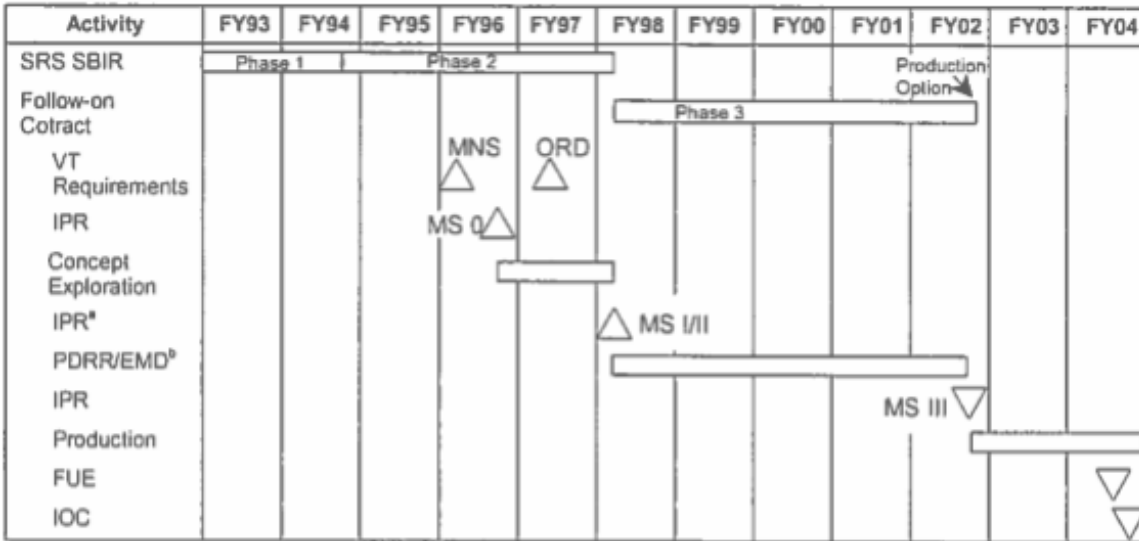 Activity FY93 FY94 FY95 FY96 FY97 FY98 FY99 FY00 FY01 FY02 FY03 FY04
SRS SBIR Phase 1 Phase 2
Production
Option
Follow-on
Cotract
Phase 3
VT
Requirements
MNS ORD
IPR MS 0
Concept
Exploration
IPRᵃ MS I/II
PDRR/EMDᵇ
IPR MS III
Production
FUE
IOC